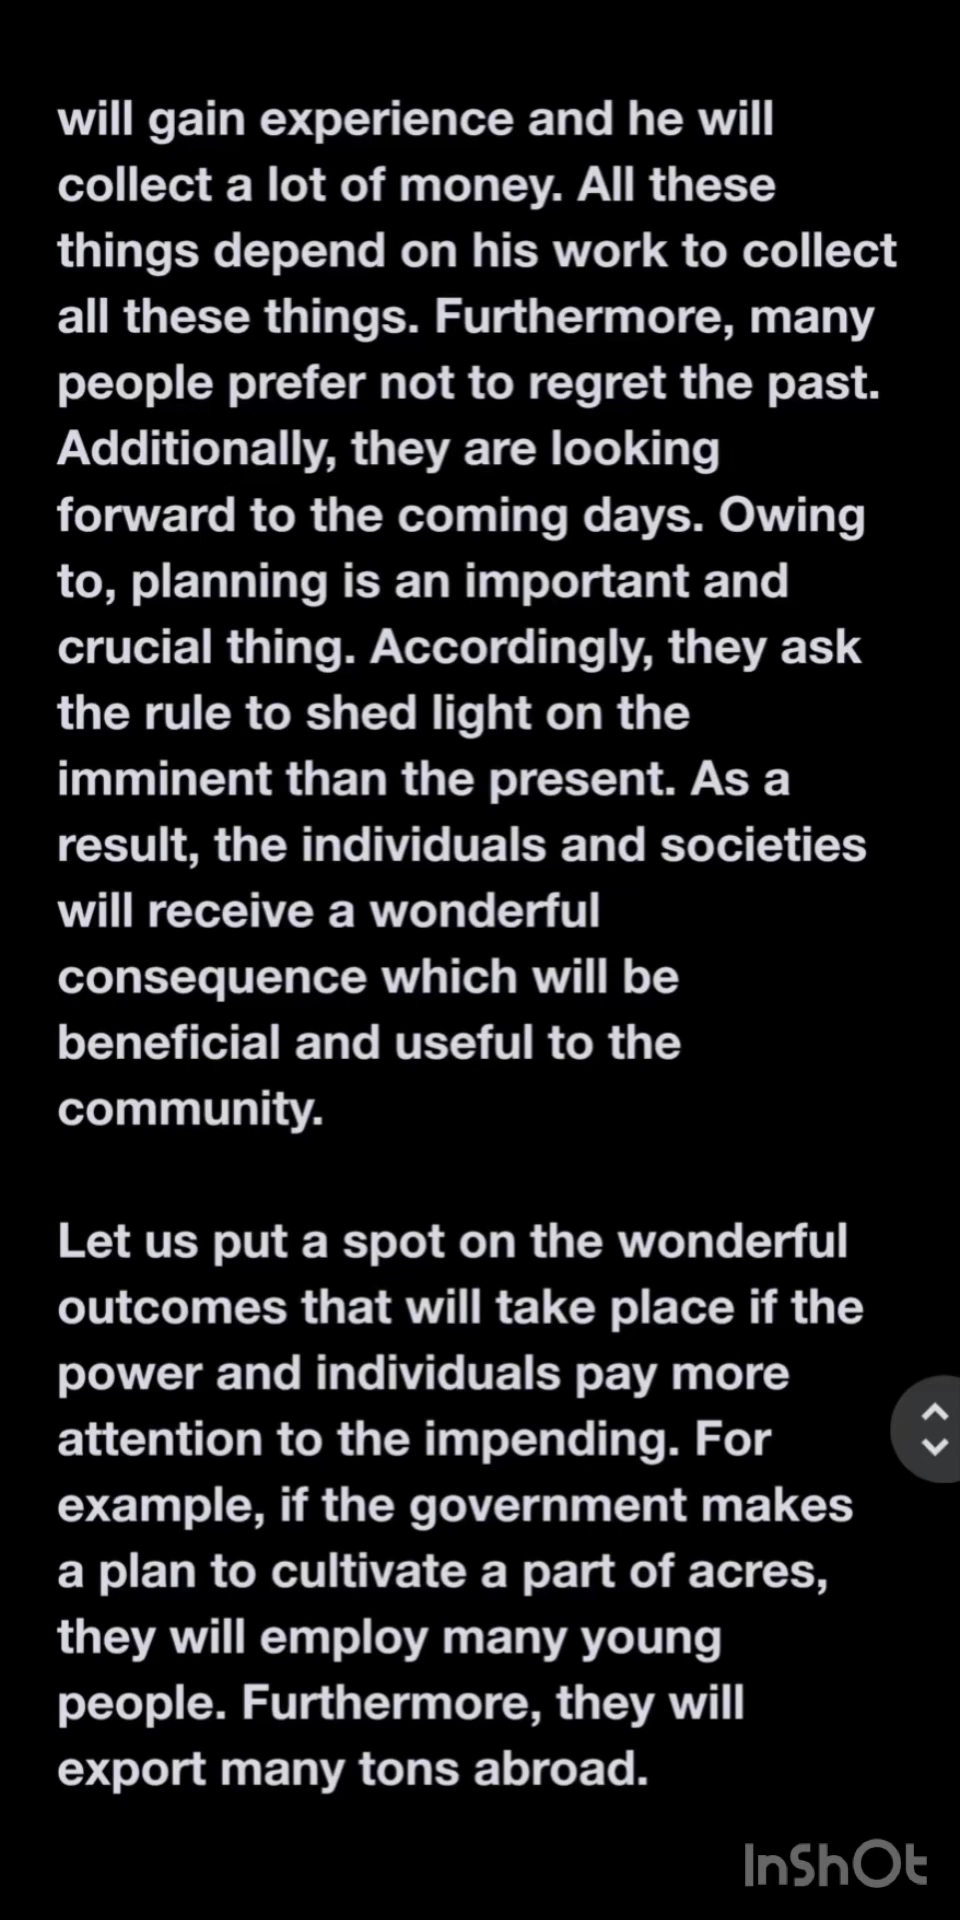 will gain experience and he will
collect a lot of money. All these
things depend on his work to collect
all these things. Furthermore, many
people prefer not to regret the past.
Additionally, they are looking
forward to the coming days. Owing
to, planning is an important and
crucial thing. Accordingly, they ask
the rule to shed light on the
imminent than the present. As a
result, the individuals and societies
will receive a wonderful
consequence which will be
beneficial and useful to the
community.
Let us put a spot on the wonderful
outcomes that will take place if the
power and individuals pay more
attention to the impending. For
example, if the government makes
a plan to cultivate a part of acres,
they will employ many young
people. Furthermore, they will
export many tons abroad.
InShOt